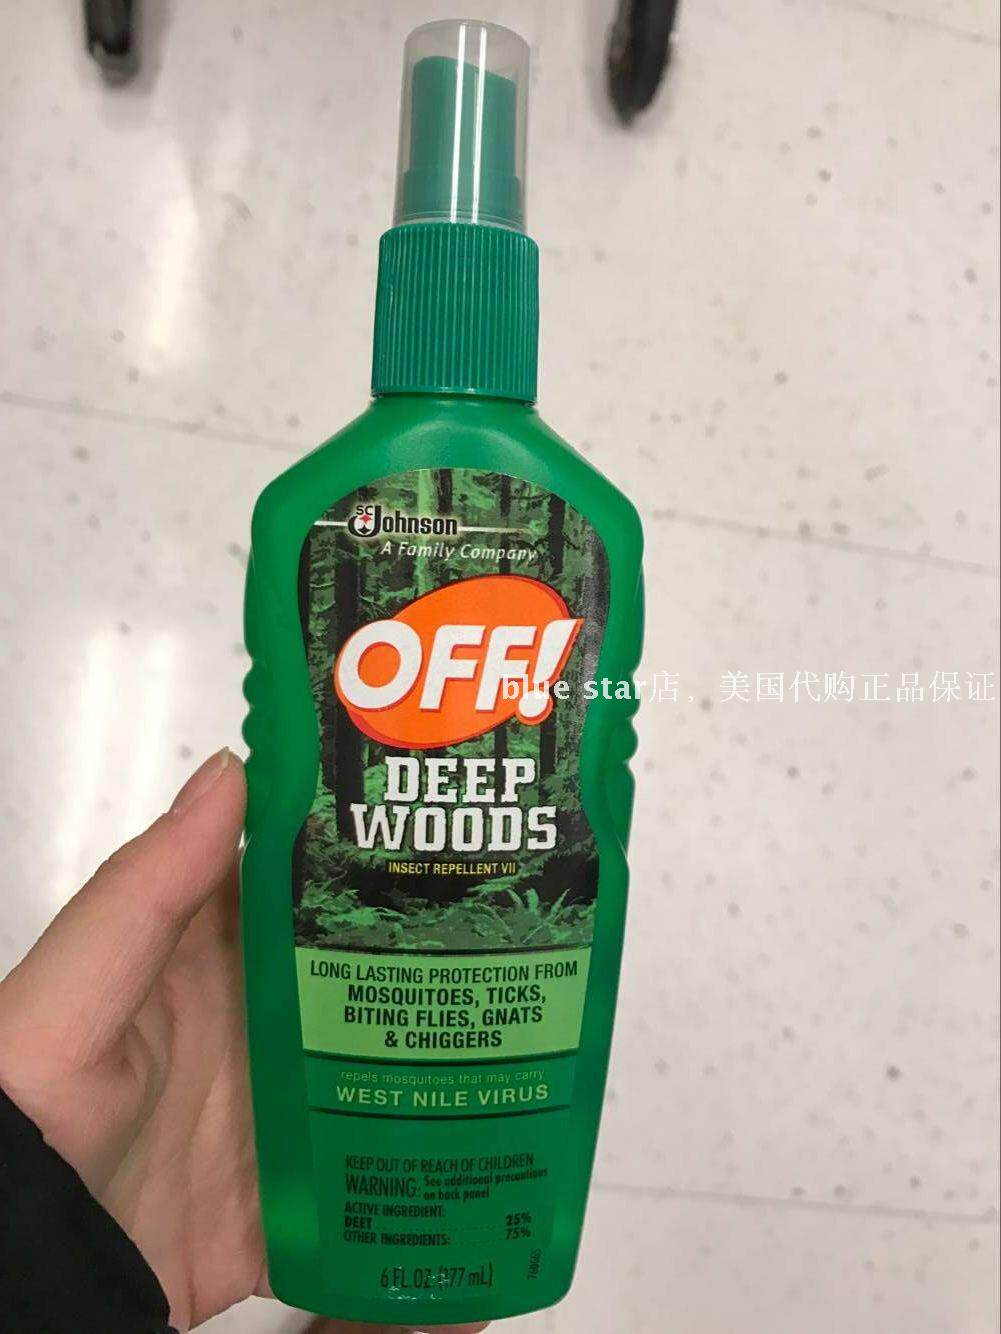 SC
Johnson
A Family Company
OFF!
blue star店，美国代购正品保证
DEEP
WOODS
INSECT REPELLENT VII
LONG LASTING PROTECTION FROM
MOSQUITOES, TICKS,
BITING FLIES, GNATS
& CHIGGERS
repels mosquitoes that may carry
WEST NILE VIRUS
KEEP OUT OF REACH OF CHILDREN
WARNING: See additional precautions
on back panel
ACTIVE INGREDIENT:
DEET 25%
OTHER INGREDIENTS: 75%
6 FL.OZ (177 mL)